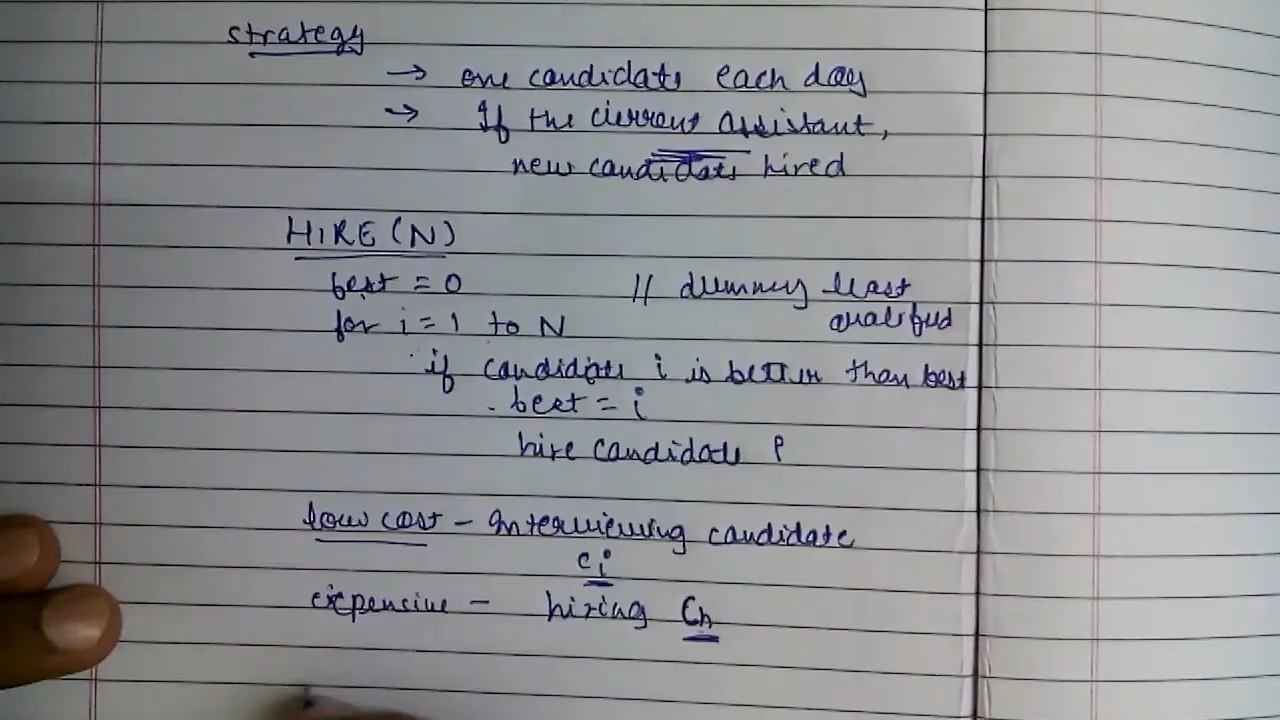 strategy
→ one candidate each day
→ If the current assistant,
new candidate hired
HIRE (N)
best = 0 // dummy least
qualified
for i = 1 to N
if candidate i is better than best
best = i
hire candidate i
low cost - Interviewing candidate
ci
expensive - hiring Ch